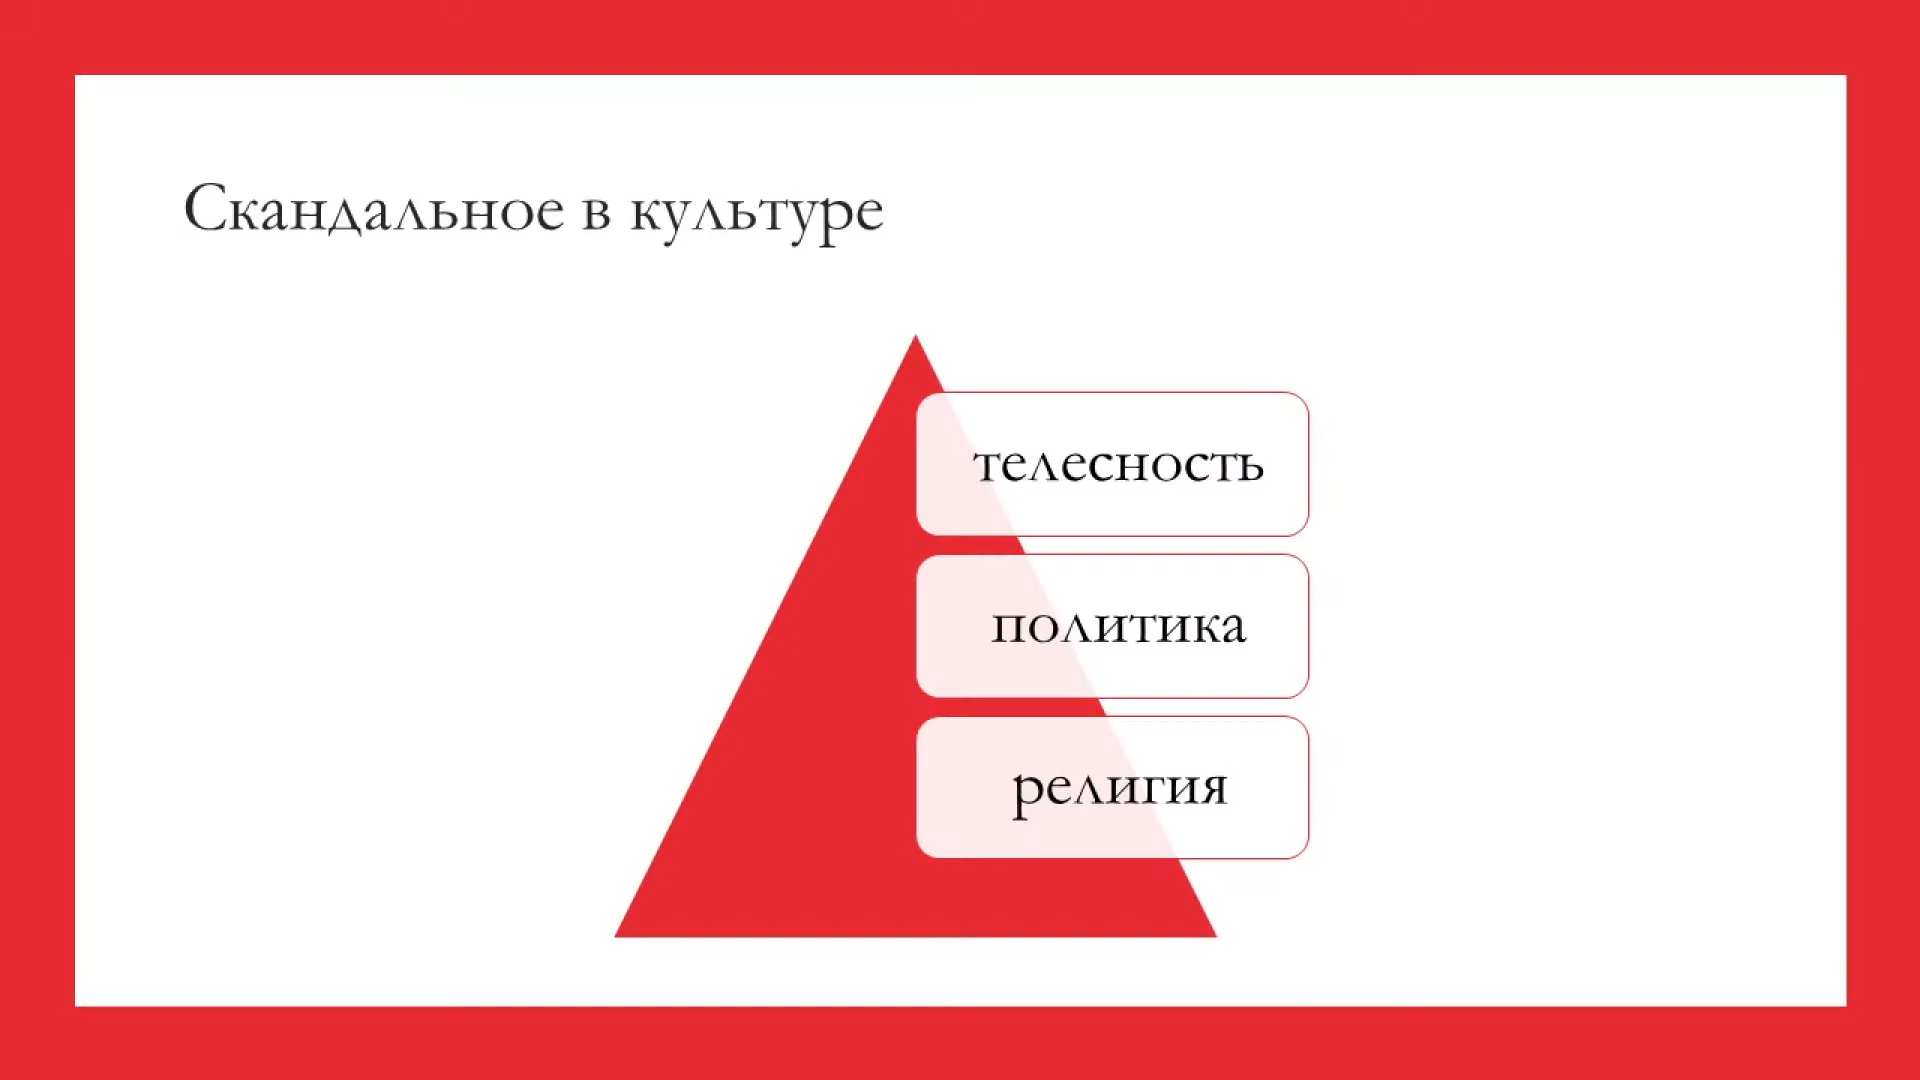 Скандальное в культуре
телесность
политика
религия